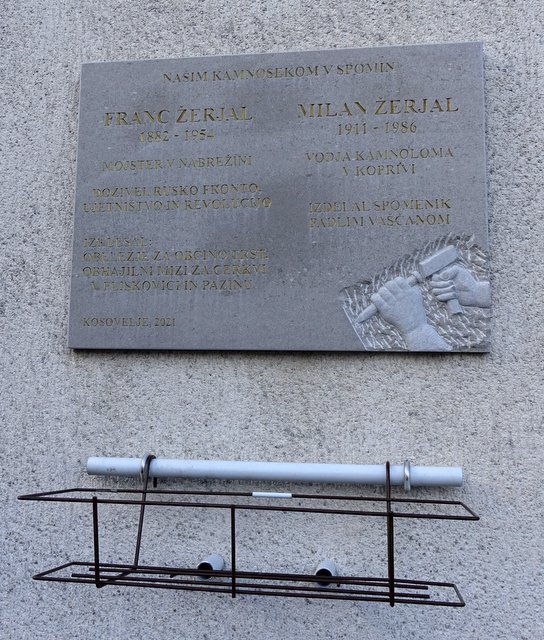 NAŠIM KAMNOSEKOM V SPOMIN
FRANC ŽERJAL
1882 - 1954
MOJSTER V NABREŽINI
DOŽIVEL RUSKO FRONTO,
UJETNIŠTVO IN REVOLUCIJO
IZKLESAL:
OBELEŽJE ZA OBČINO TRST,
OBHAJILNI MIZI ZA CERKVI
V PLISKOVICI IN PAZINU.
KOSOVELJE, 2021
MILAN ŽERJAL
1911 - 1986
VODJA KAMNOLOMA
V KOPRIVI
IZDELAL SPOMENIK
PADLIM VAŠČANOM